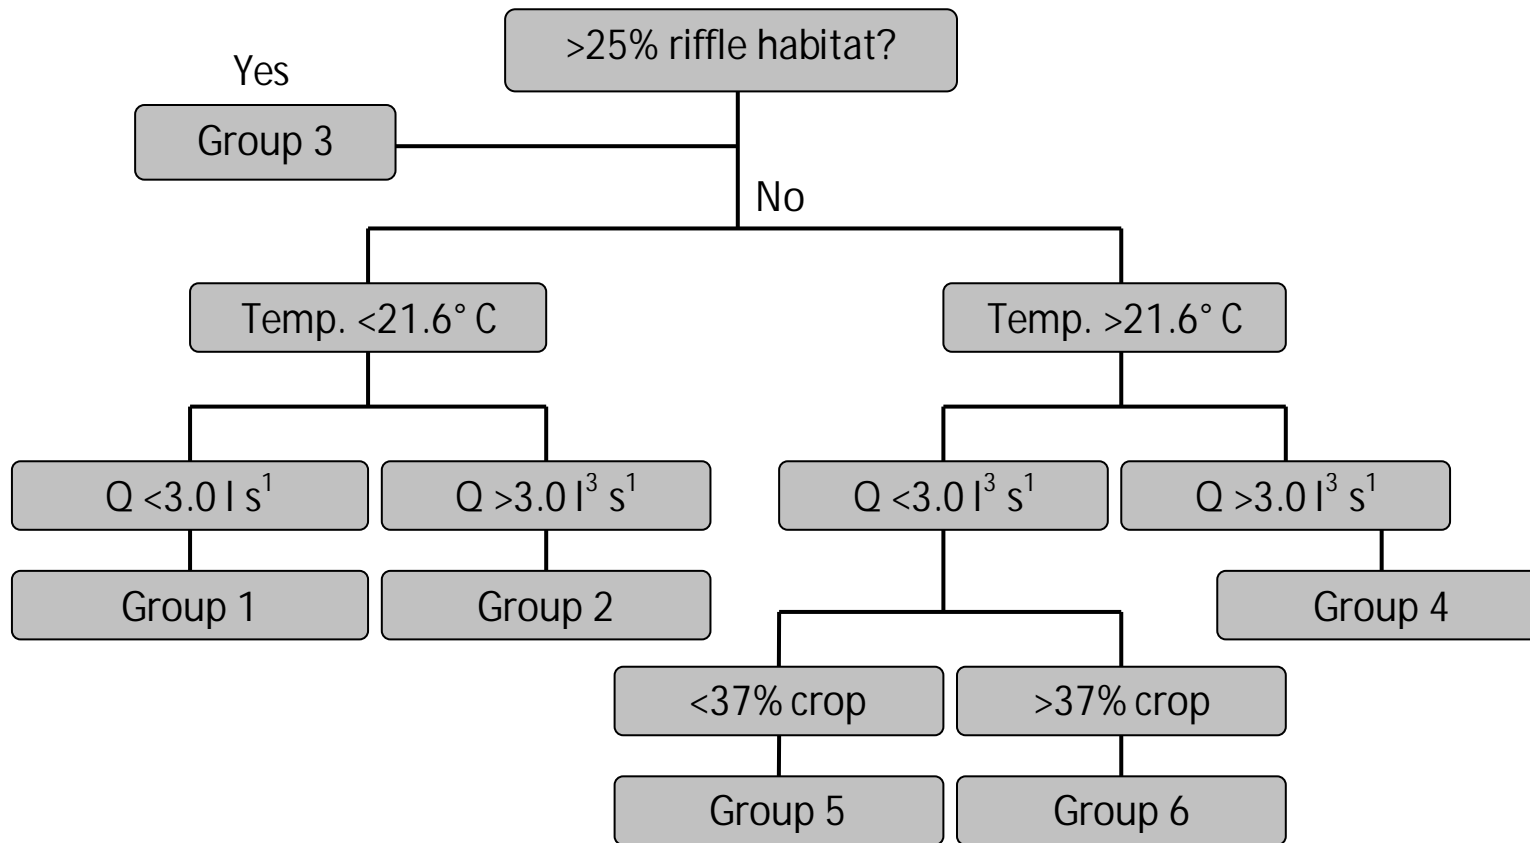 >25% riffle habitat?
Yes
Group 3
No
Temp. <21.6° C
Temp. >21.6° C
Q <3.0 l s¹
Q >3.0 l³ s¹
Q <3.0 l³ s¹
Q >3.0 l³ s¹
Group 1
Group 2
Group 4
<37% crop
>37% crop
Group 5
Group 6